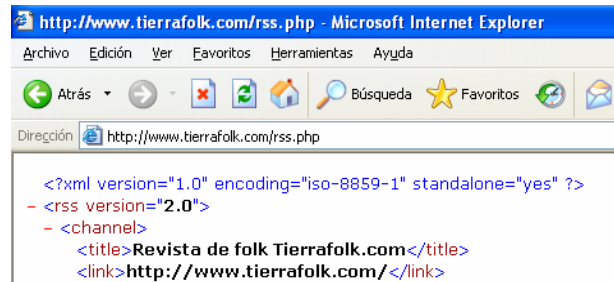 http://www.tierrafolk.com/rss.php - Microsoft Internet Explorer
Archivo Edición Ver Favoritos Herramientas Ayuda
Atrás Búsqueda Favoritos
Dirección http://www.tierrafolk.com/rss.php
<?xml version="1.0" encoding="iso-8859-1" standalone="yes" ?>
- <rss version="2.0">
- <channel>
<title>Revista de folk Tierrafolk.com</title>
<link>http://www.tierrafolk.com/</link>